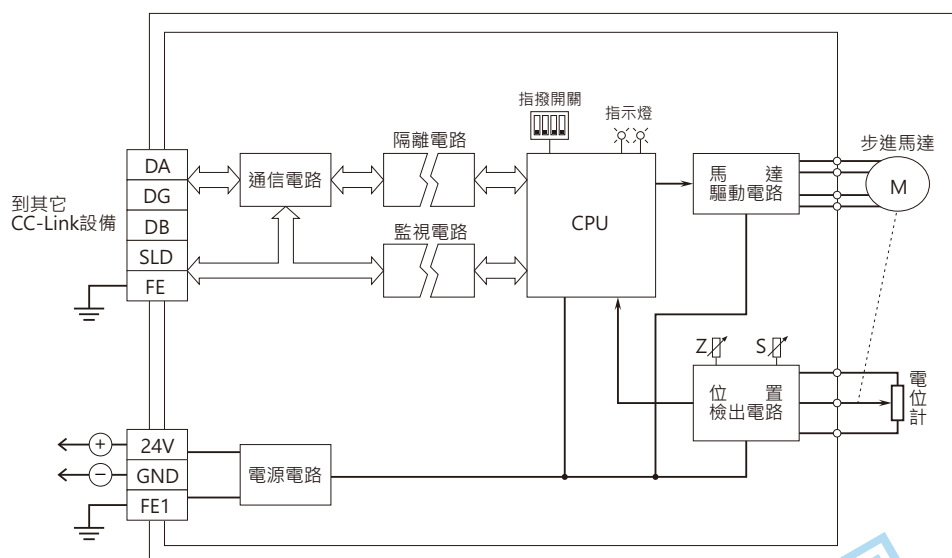 指撥開關
指示燈
隔離電路
步進馬達
DA
DG
DB
SLD
FE
到其它
CC-Link設備
通信電路
監視電路
CPU
馬　　達
驅動電路
M
Z
S
位　　置
檢出電路
電位計
24V
GND
FE1
+
−
電源電路